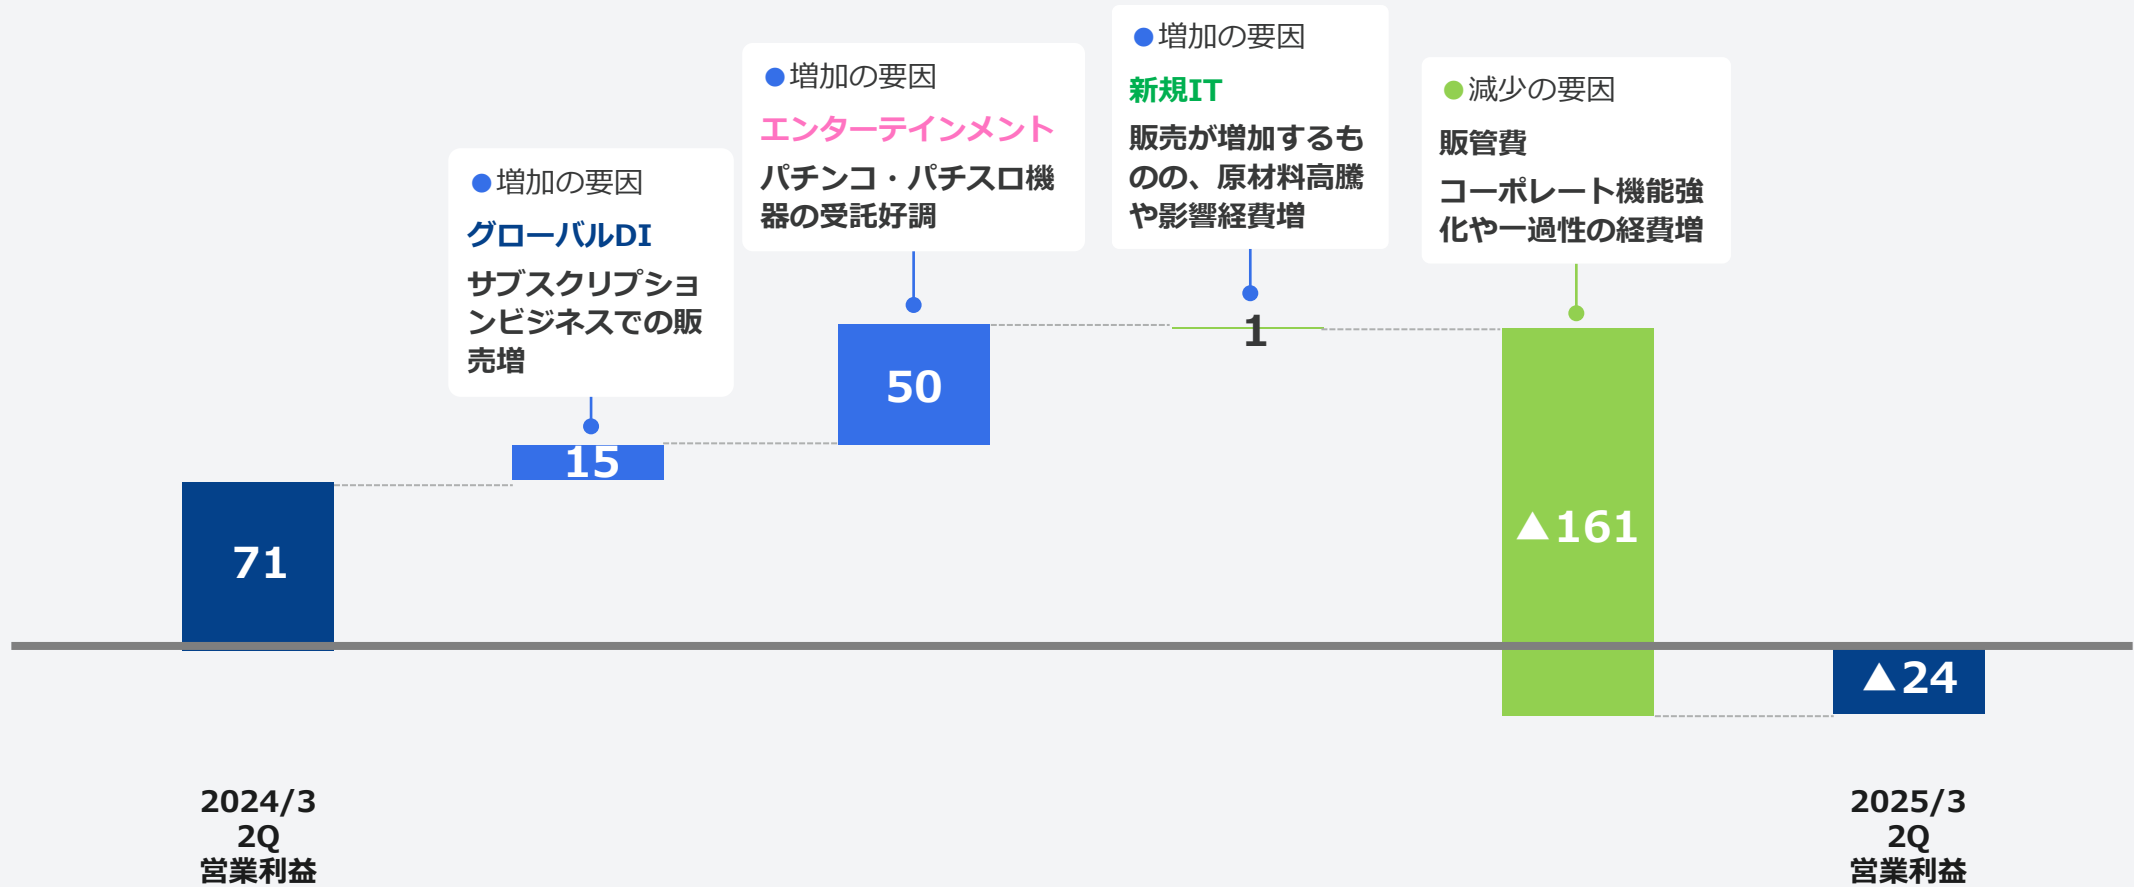 ●増加の要因
グローバルDI
サブスクリプショ
ンビジネスでの販
売増
●増加の要因
エンターテインメント
パチンコ・パチスロ機
器の受託好調
●増加の要因
新規IT
販売が増加するも
のの、原材料高騰
や影響経費増
●減少の要因
販管費
コーポレート機能強
化や一過性の経費増
71
15
50
1
▲161
▲24
2024/3
2Q
営業利益
2025/3
2Q
営業利益